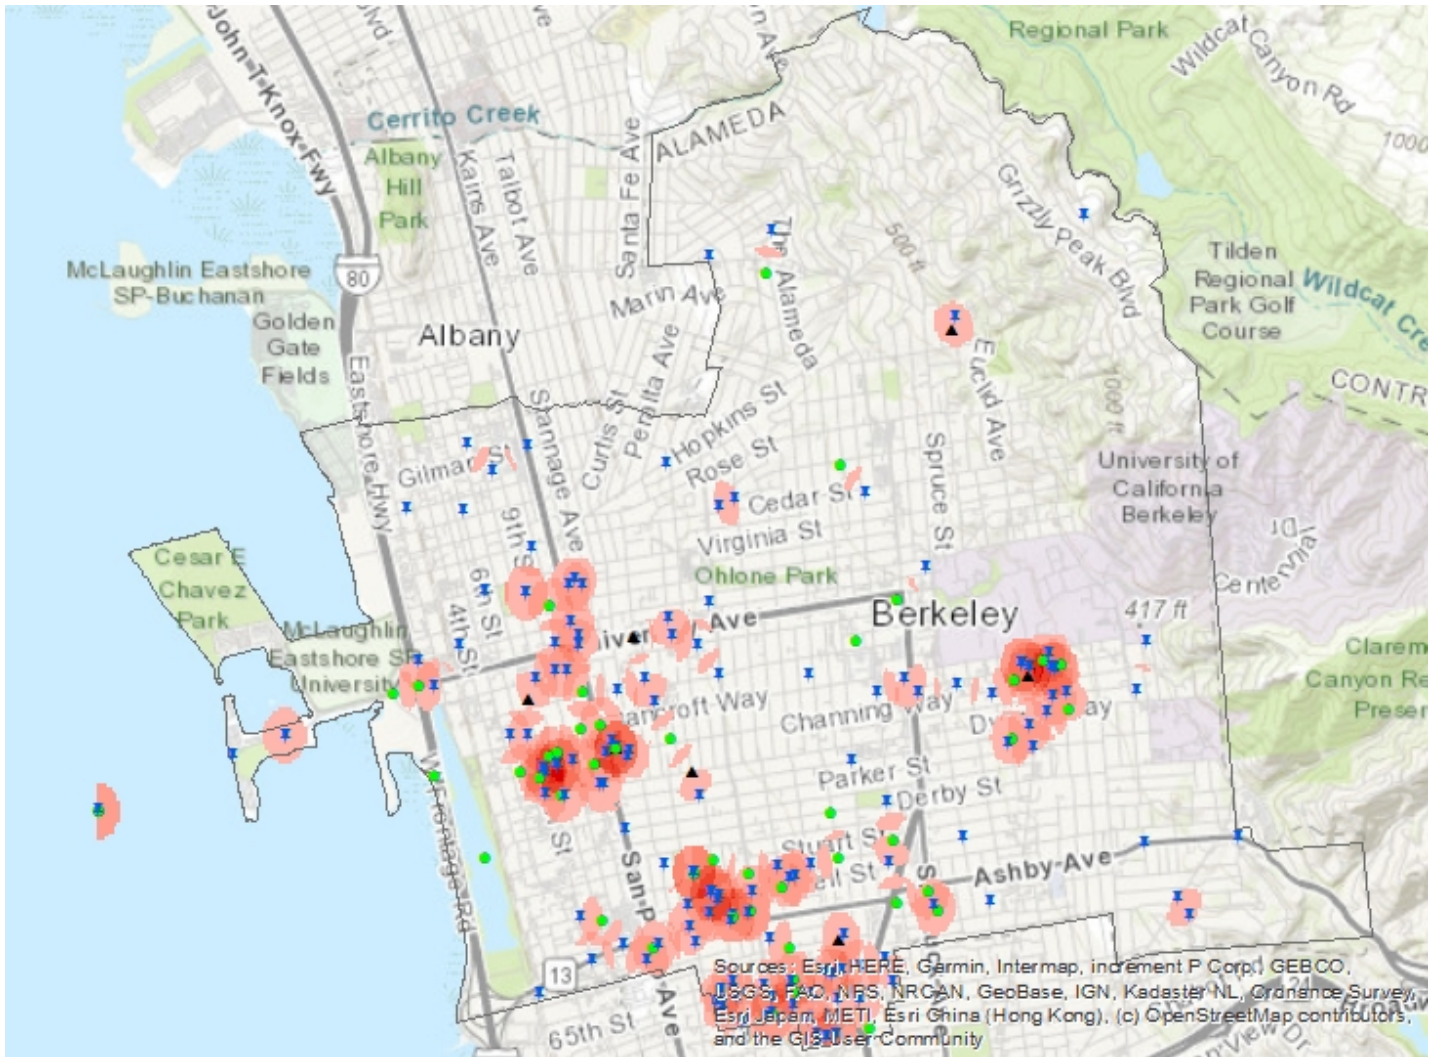 Regional Park
Wildcat Canyon Rd
John T Knox Fwy
Cerrito Creek
ALAMEDA
1000
Albany
Hill
Park
Kains Ave
Talbot Ave
Santa Fe Ave
Grizzly Peak Blvd
500 ft
The Alameda
Tilden
Regional
Park Golf
Course
Wildcat Cre
McLaughlin Eastshore
SP-Buchanan
80
Marin Ave
Golden
Gate
Fields
Albany
Peralta Ave
Euclid Ave
1000 ft
CONTR
Eastshore Hwy
Stannage Ave
Curtis St
Hopkins St
Rose St
Spruce St
Gilman St
University of
California
Berkeley
Cedar St
9th S
Virginia St
Centennial Dr
Cesar E
Chavez
Park
6th St
4th St
Ohlone Park
Berkeley
417 ft
McLaughlin
Eastshore SP
University
Ave
Clarem
Canyon Re
Preser
Bancroft Way
Channing Way
Parker St
Derby St
W Frontage Rd
St
San P
Stuart St
Ashby Ave
13
Ave
65th St
Sources: Esri, HERE, Garmin, Intermap, increment P Corp., GEBCO,
USGS, FAO, NPS, NRCAN, GeoBase, IGN, Kadaster NL, Ordnance Survey,
Esri Japan, METI, Esri China (Hong Kong), (c) OpenStreetMap contributors,
and the GIS User Community